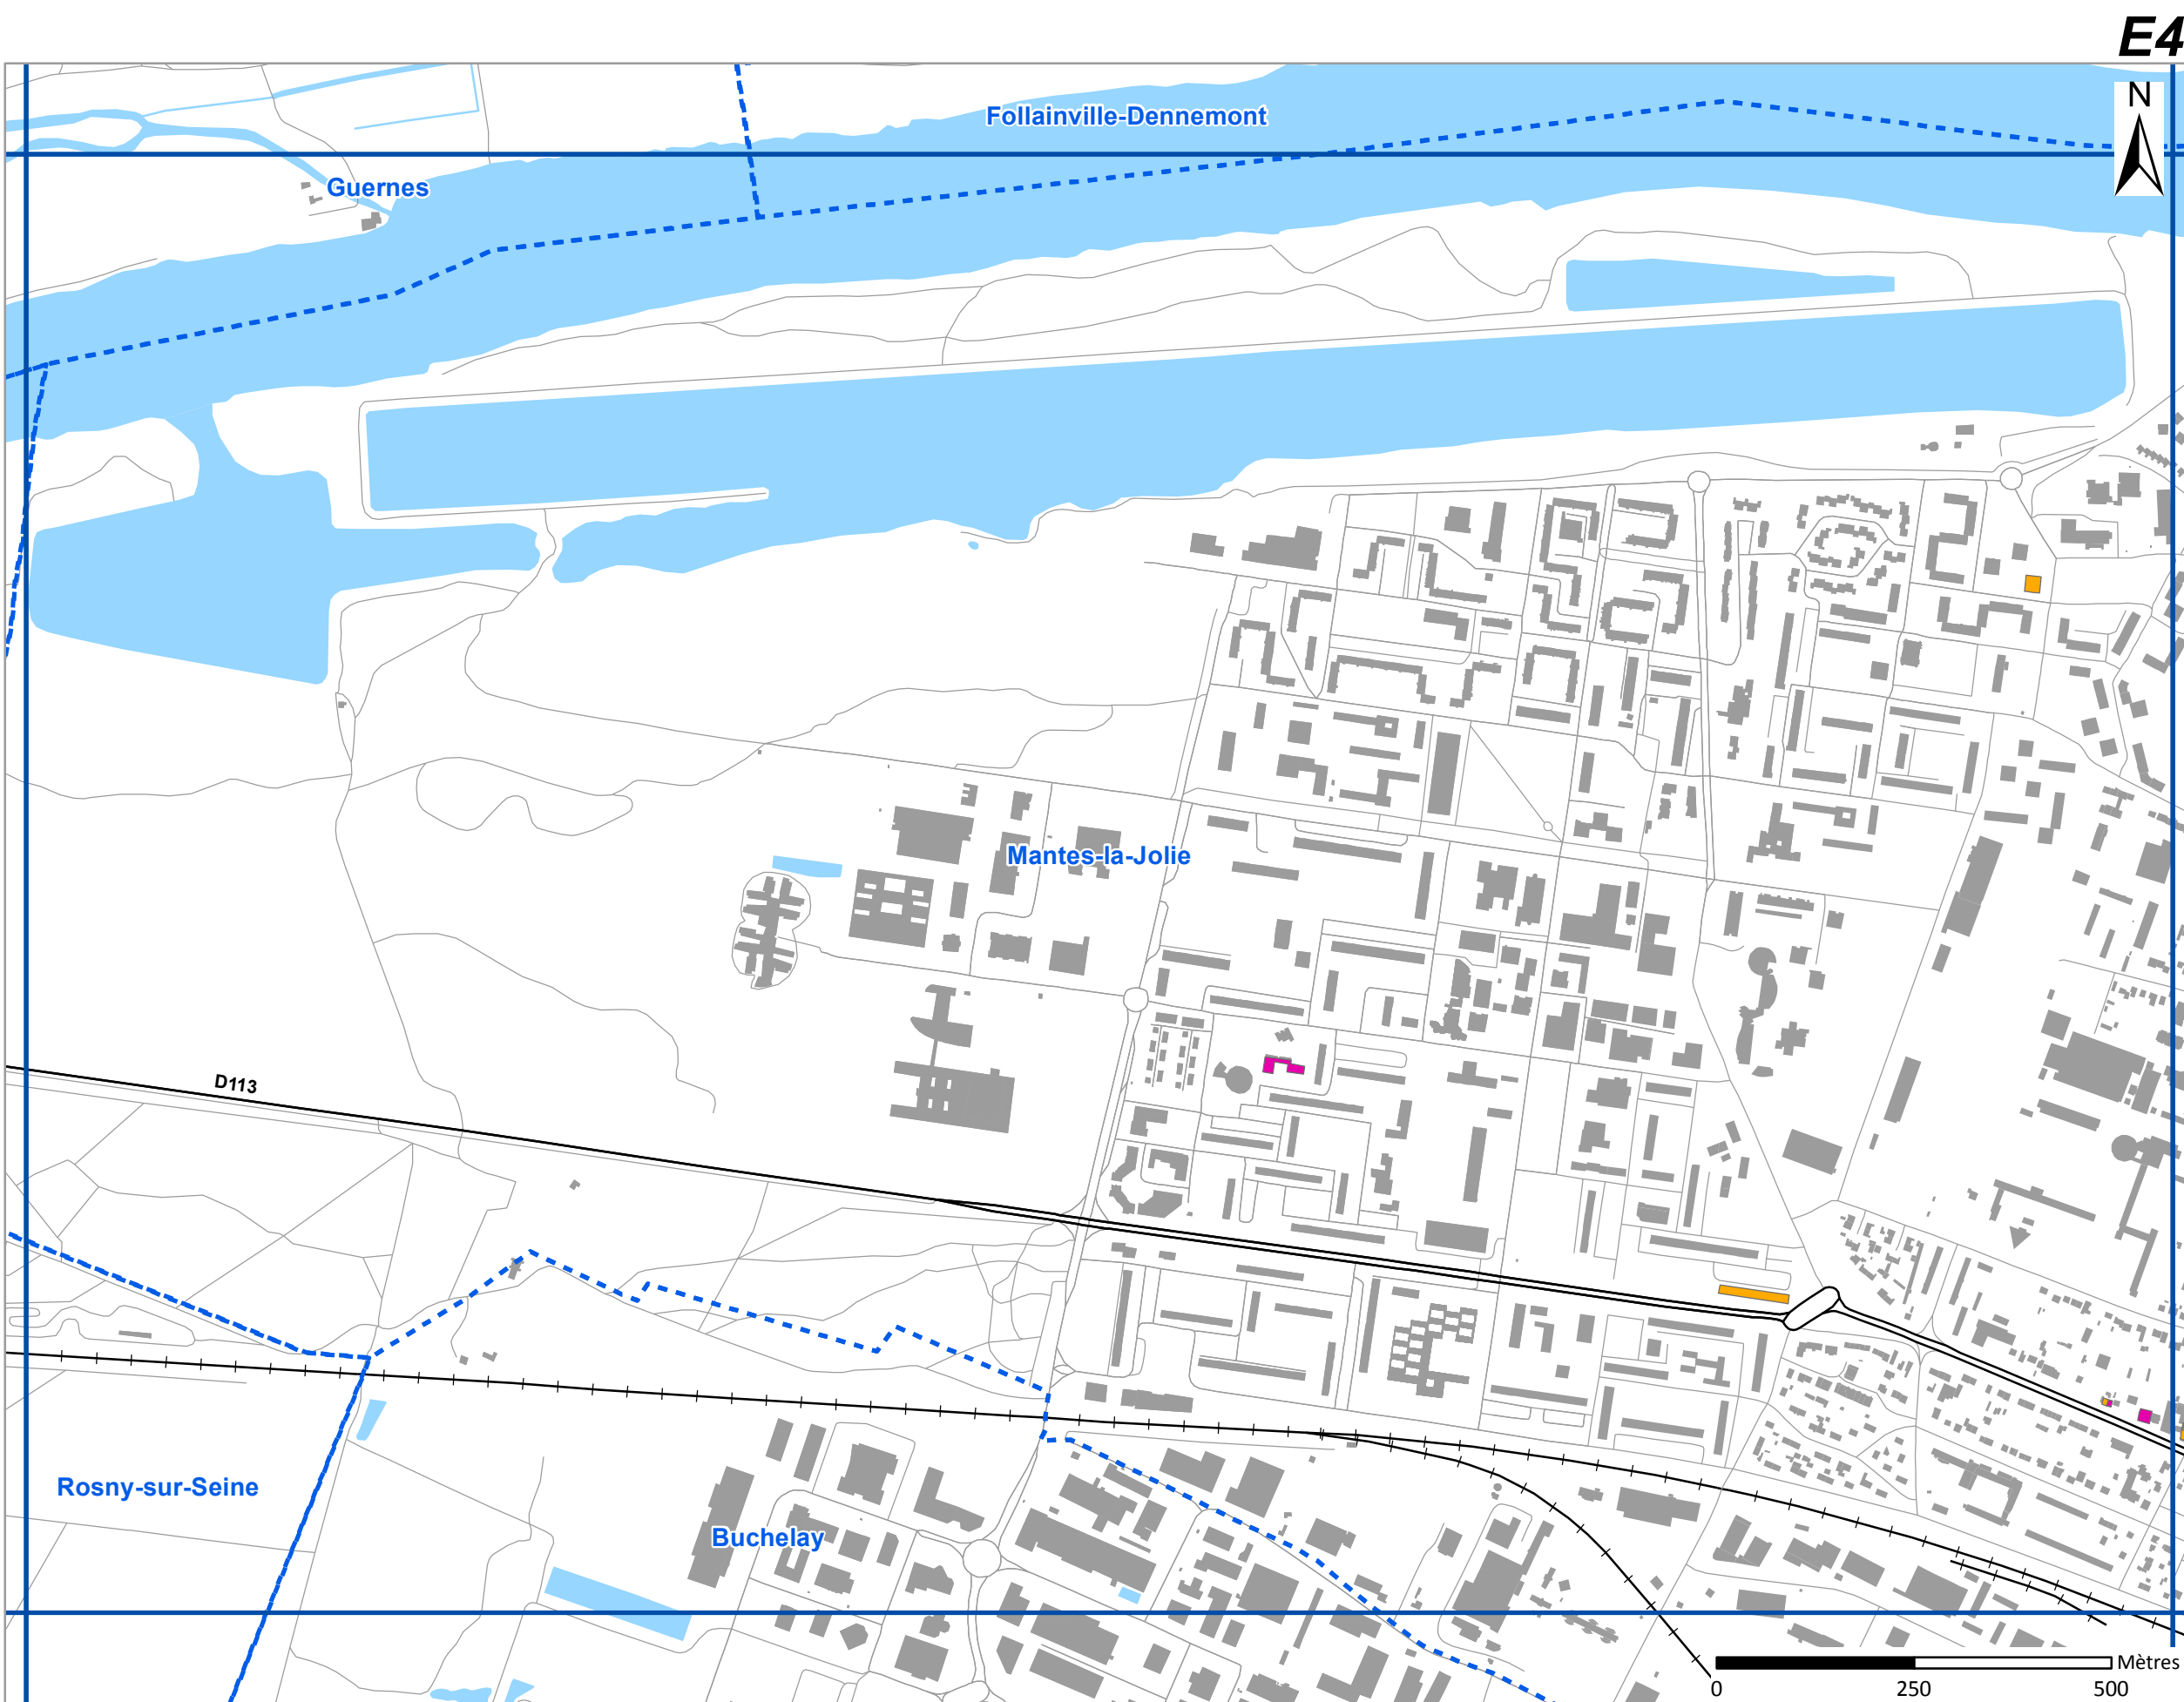 E4
N
Follainville-Dennemont
Guernes
Mantes-la-Jolie
D113
Rosny-sur-Seine
Buchelay
Mètres
0 250 500